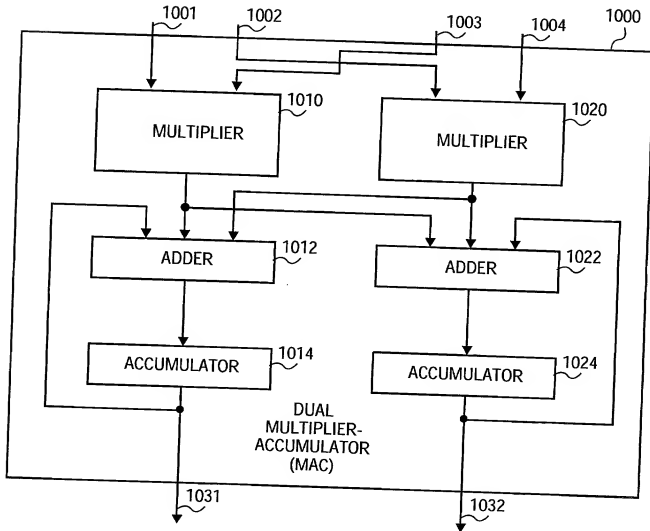 1001
1002
1003
1004
1000
1010
MULTIPLIER
1020
MULTIPLIER
1012
ADDER
1022
ADDER
1014
ACCUMULATOR
1024
ACCUMULATOR
DUAL
MULTIPLIER-
ACCUMULATOR
(MAC)
1031
1032